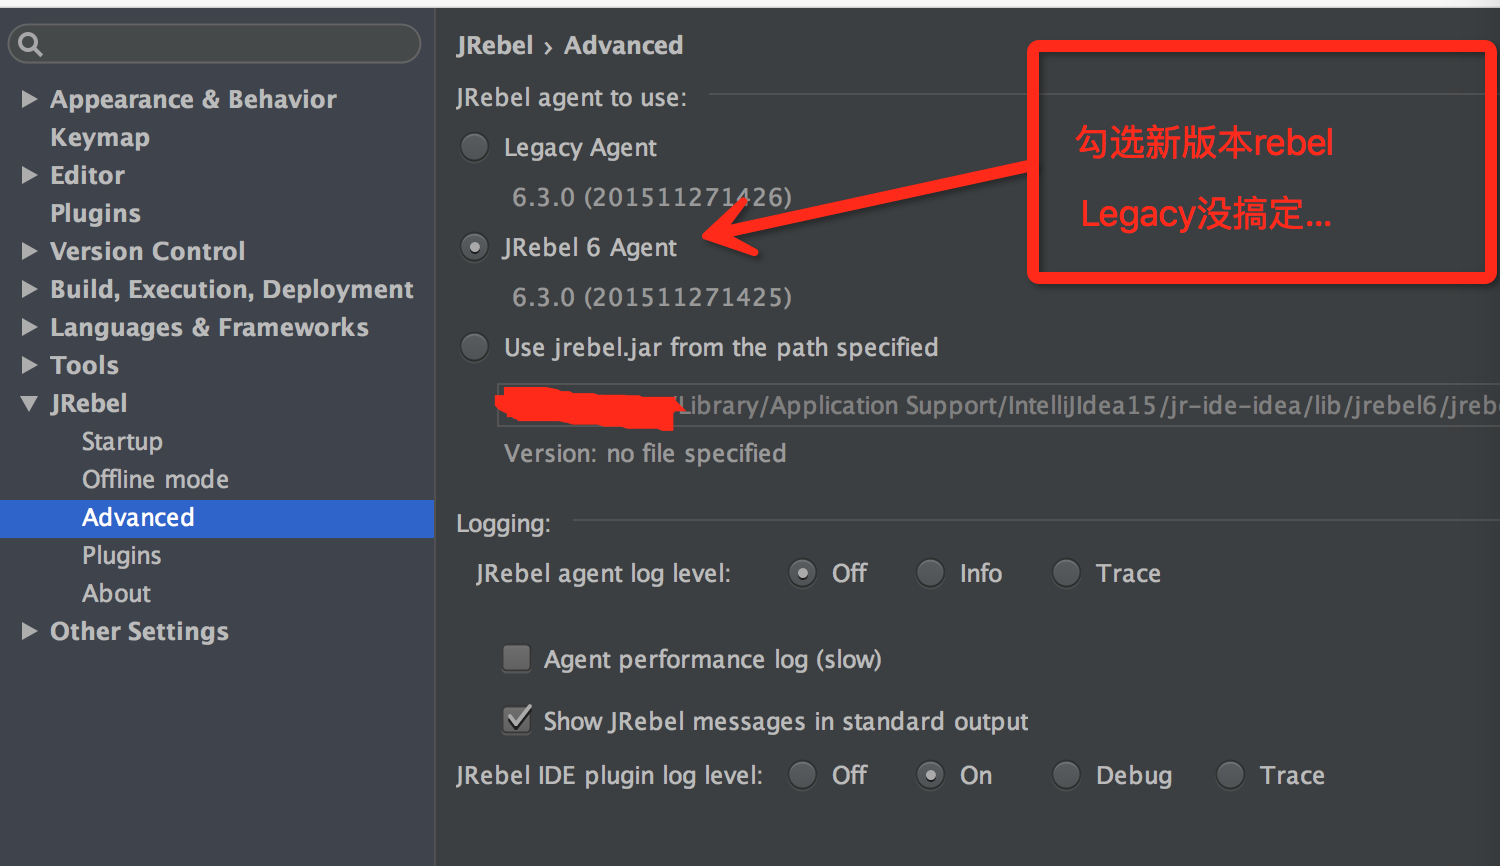 Appearance & Behavior
Keymap
Editor
Plugins
Version Control
Build, Execution, Deployment
Languages & Frameworks
Tools
JRebel
Startup
Offline mode
Advanced
Plugins
About
Other Settings
JRebel › Advanced
JRebel agent to use:
Legacy Agent
6.3.0 (201511271426)
JRebel 6 Agent
6.3.0 (201511271425)
Use jrebel.jar from the path specified
/Library/Application Support/IntelliJIdea15/jr-ide-idea/lib/jrebel6/jreb
Version: no file specified
Logging:
JRebel agent log level: Off Info Trace
Agent performance log (slow)
Show JRebel messages in standard output
JRebel IDE plugin log level: Off On Debug Trace
勾选新版本rebel
Legacy没搞定...